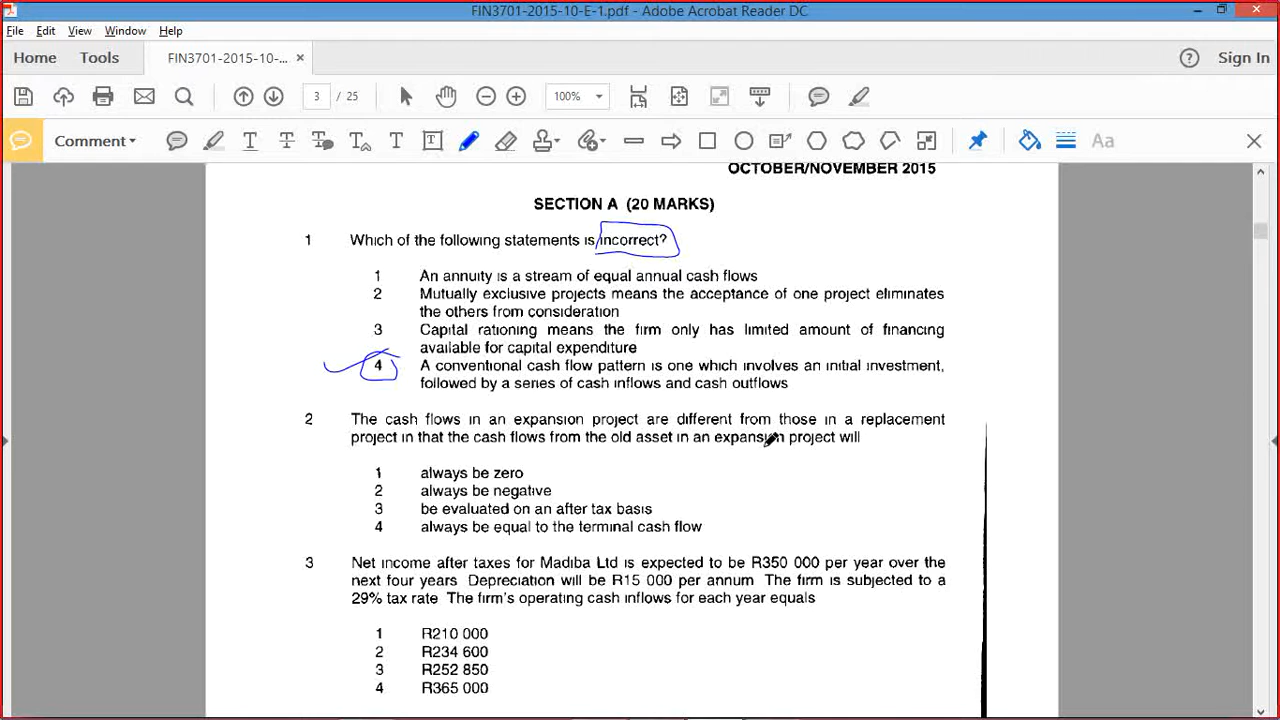 FIN3701-2015-10-E-1.pdf - Adobe Acrobat Reader DC
File Edit View Window Help
Home Tools FIN3701-2015-10-... × ? Sign In
3 / 25 100%
Comment Aa
OCTOBER/NOVEMBER 2015
SECTION A (20 MARKS)
1 Which of the following statements is incorrect?
1 An annuity is a stream of equal annual cash flows
2 Mutually exclusive projects means the acceptance of one project eliminates
the others from consideration
3 Capital rationing means the firm only has limited amount of financing
available for capital expenditure
4 A conventional cash flow pattern is one which involves an initial investment,
followed by a series of cash inflows and cash outflows
2 The cash flows in an expansion project are different from those in a replacement
project in that the cash flows from the old asset in an expansion project will
1 always be zero
2 always be negative
3 be evaluated on an after tax basis
4 always be equal to the terminal cash flow
3 Net income after taxes for Madiba Ltd is expected to be R350 000 per year over the
next four years Depreciation will be R15 000 per annum The firm is subjected to a
29% tax rate The firm's operating cash inflows for each year equals
1 R210 000
2 R234 600
3 R252 850
4 R365 000